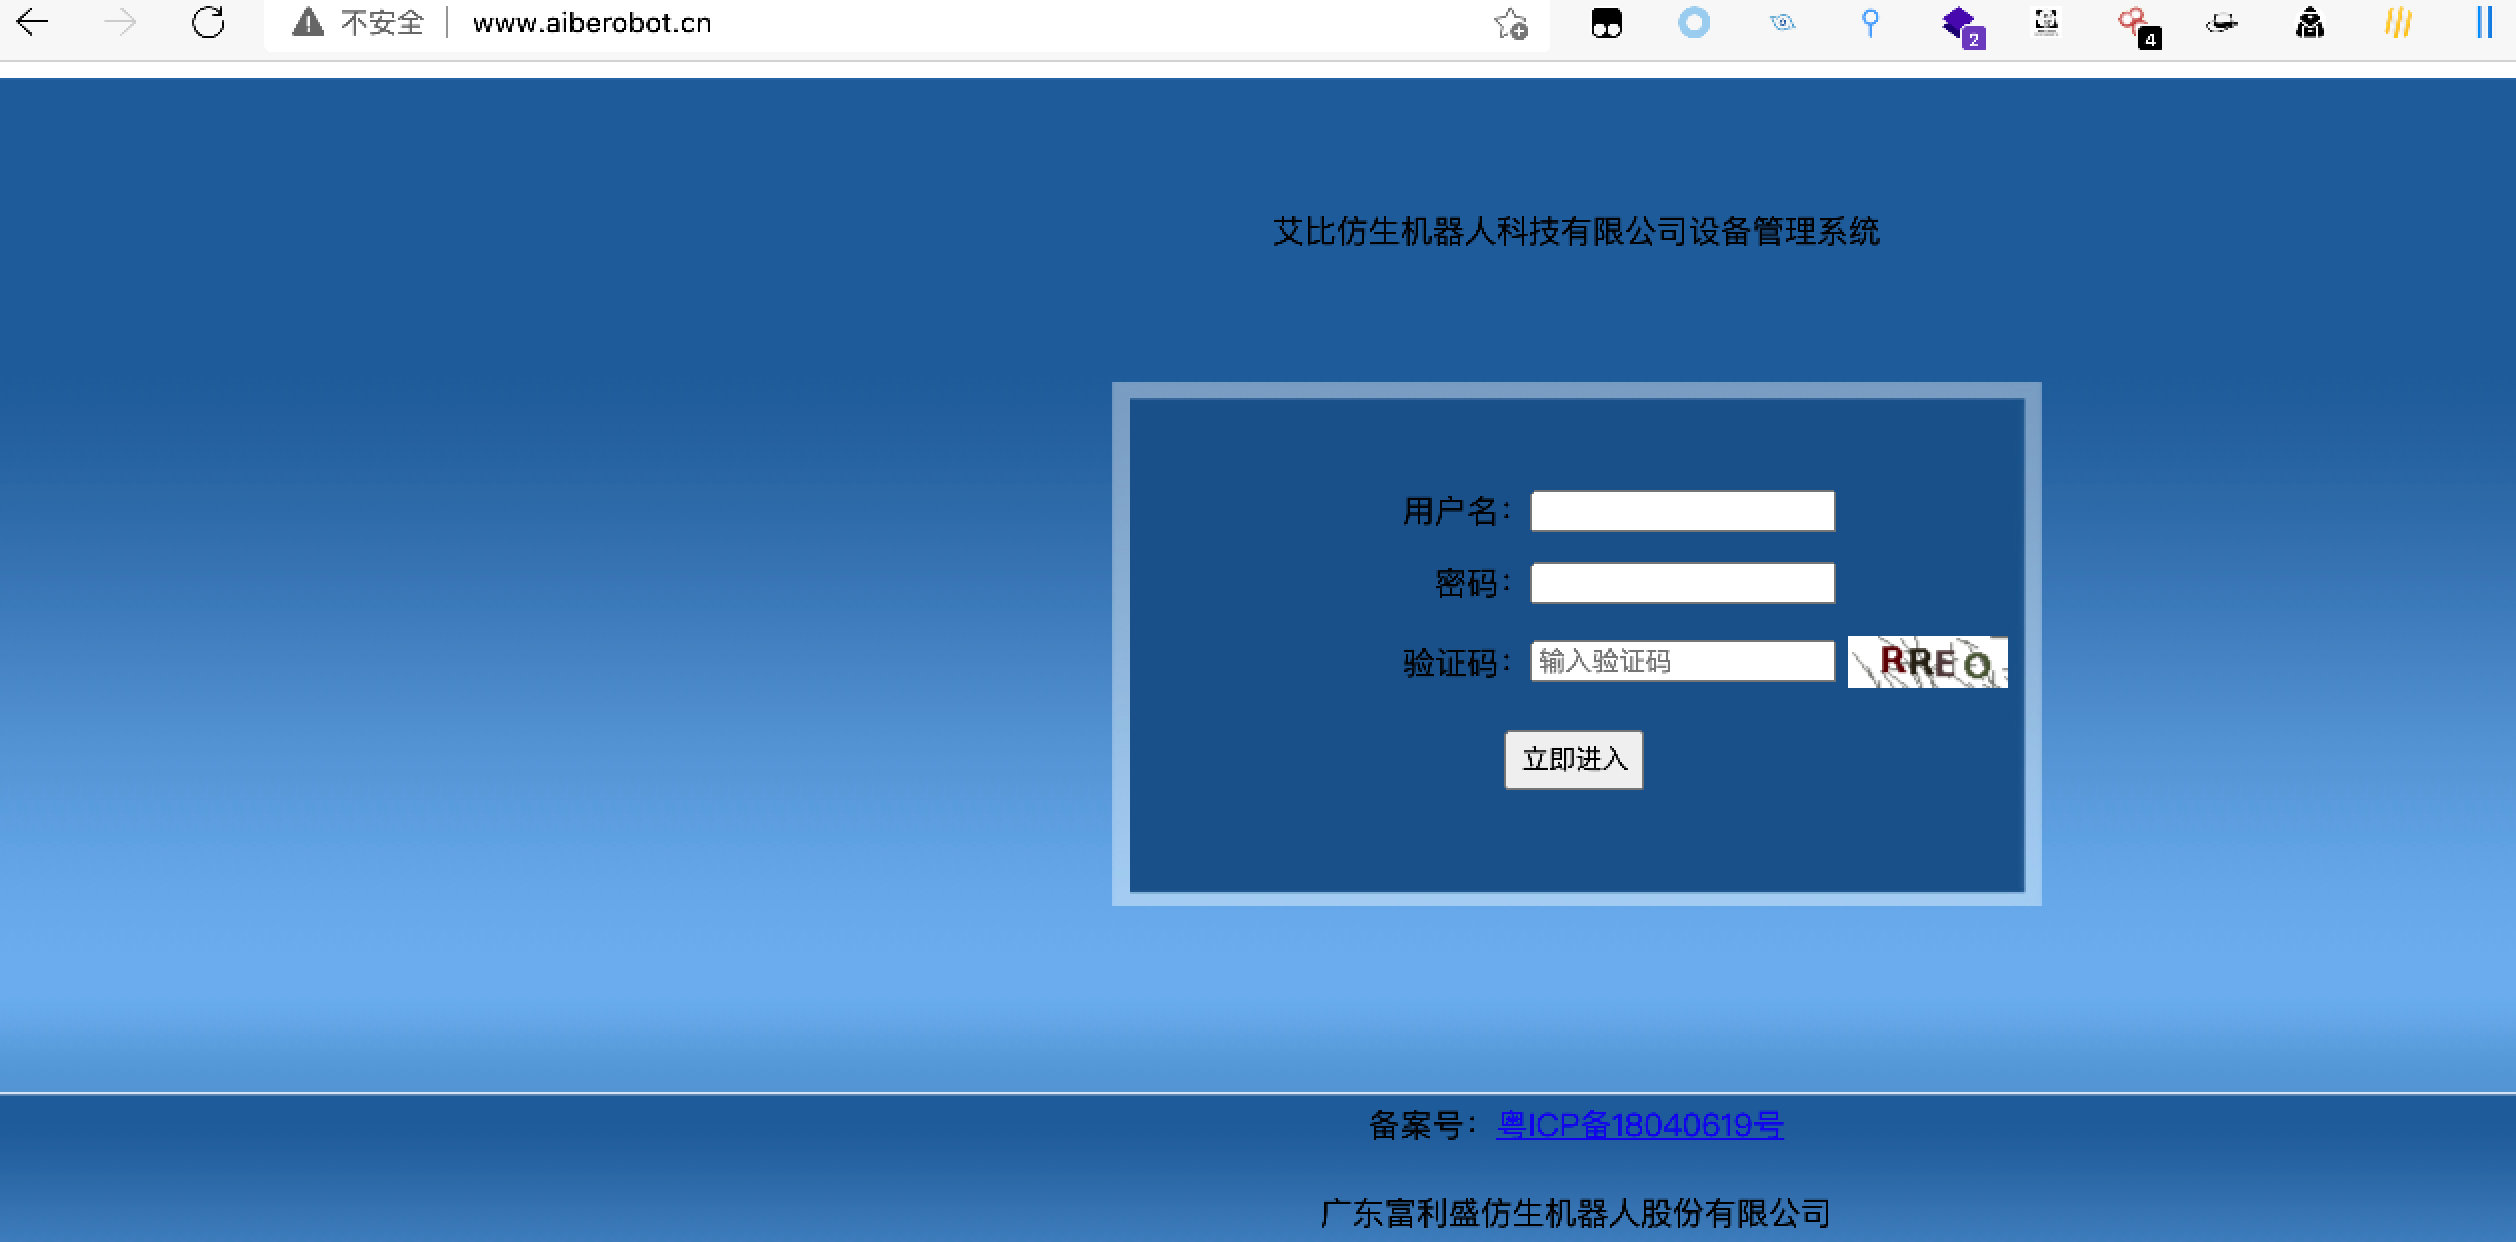 不安全 www.aiberobot.cn 2 4
艾比仿生机器人科技有限公司设备管理系统
用户名：
密码：
验证码： 输入验证码 RREO
立即进入
备案号： 粤ICP备18040619号
广东富利盛仿生机器人股份有限公司